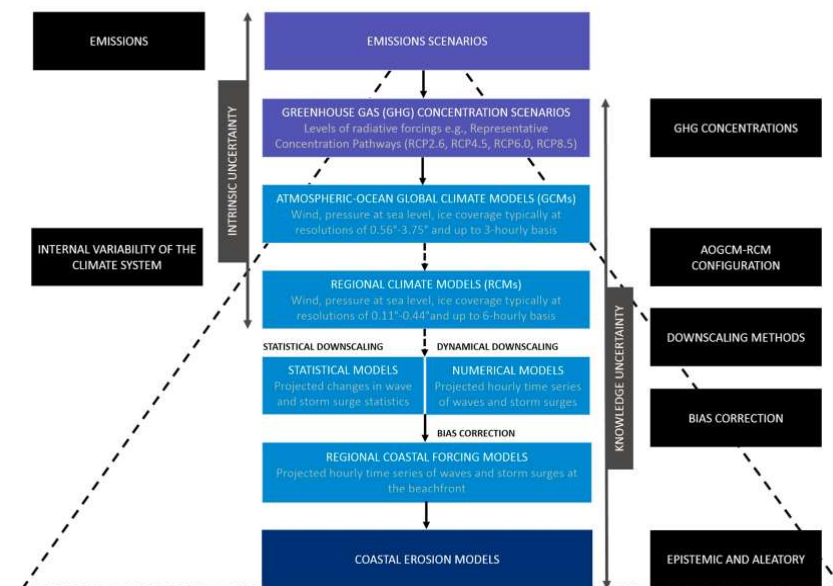 EMISSIONS
EMISSIONS SCENARIOS
INTRINSIC UNCERTAINTY
GREENHOUSE GAS (GHG) CONCENTRATION SCENARIOS
Levels of radiative forcings e.g., Representative
Concentration Pathways (RCP2.6, RCP4.5, RCP6.0, RCP8.5)
GHG CONCENTRATIONS
ATMOSPHERIC-OCEAN GLOBAL CLIMATE MODELS (GCMs)
Wind, pressure at sea level, ice coverage typically at
resolutions of 0.56°-3.75° and up to 3-hourly basis
INTERNAL VARIABILITY OF THE
CLIMATE SYSTEM
AOGCM-RCM
CONFIGURATION
REGIONAL CLIMATE MODELS (RCMs)
Wind, pressure at sea level, ice coverage typically at
resolutions of 0.11°-0.44°and up to 6-hourly basis
KNOWLEDGE UNCERTAINTY
DOWNSCALING METHODS
STATISTICAL DOWNSCALING
DYNAMICAL DOWNSCALING
STATISTICAL MODELS
Projected changes in wave
and storm surge statistics
NUMERICAL MODELS
Projected hourly time series
of waves and storm surges
BIAS CORRECTION
BIAS CORRECTION
REGIONAL COASTAL FORCING MODELS
Projected hourly time series of waves and storm surges at
the beachfront
COASTAL EROSION MODELS
EPISTEMIC AND ALEATORY